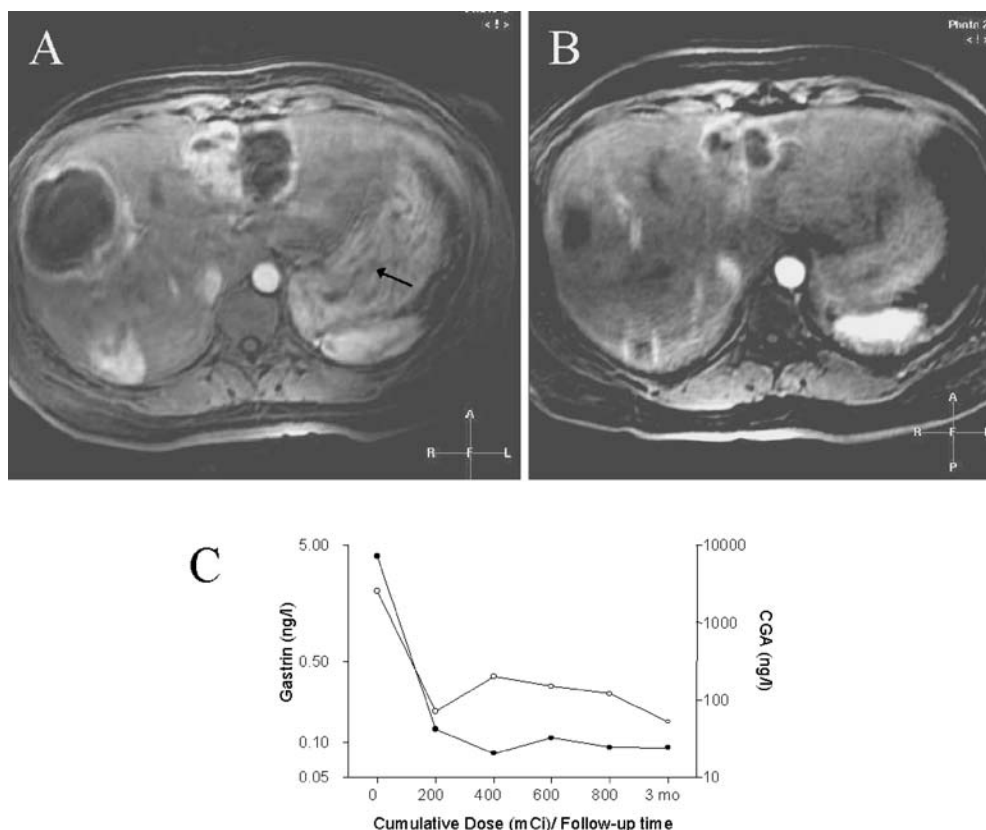 A
B
Photo 2
< ! >
< ! >
A
R F L
A
R F
P
C
5.00
0.50
0.10
0.05
Gastrin (ng/l)
10000
1000
100
10
CGA (ng/l)
0 200 400 600 800 3 mo
Cumulative Dose (mCi)/ Follow-up time